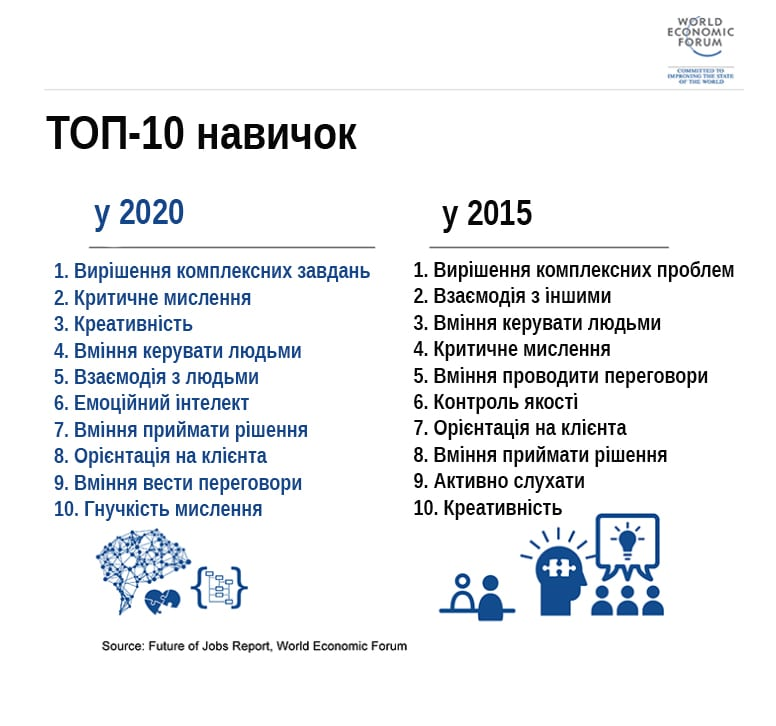 WORLD
ECONOMIC
FORUM
COMMITTED TO
IMPROVING THE STATE
OF THE WORLD
ТОП-10 навичок
у 2020
1. Вирішення комплексних завдань
2. Критичне мислення
3. Креативність
4. Вміння керувати людьми
5. Взаємодія з людьми
6. Емоційний інтелект
7. Вміння приймати рішення
8. Орієнтація на клієнта
9. Вміння вести переговори
10. Гнучкість мислення
у 2015
1. Вирішення комплексних проблем
2. Взаємодія з іншими
3. Вміння керувати людьми
4. Критичне мислення
5. Вміння проводити переговори
6. Контроль якості
7. Орієнтація на клієнта
8. Вміння приймати рішення
9. Активно слухати
10. Креативність
Source: Future of Jobs Report, World Economic Forum